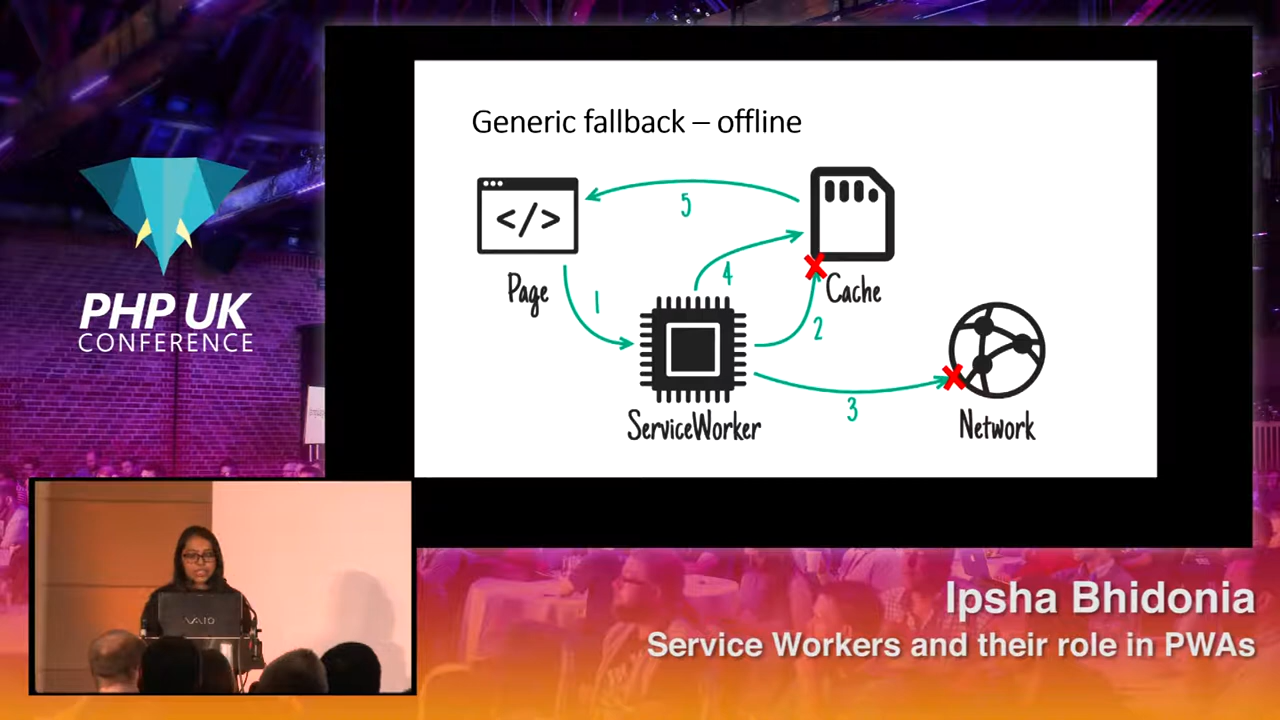 PHP UK
CONFERENCE
Generic fallback – offline
</>
5
Page
1
4
Cache
2
ServiceWorker
3
Network
VAIO
Ipsha Bhidonia
Service Workers and their role in PWAs